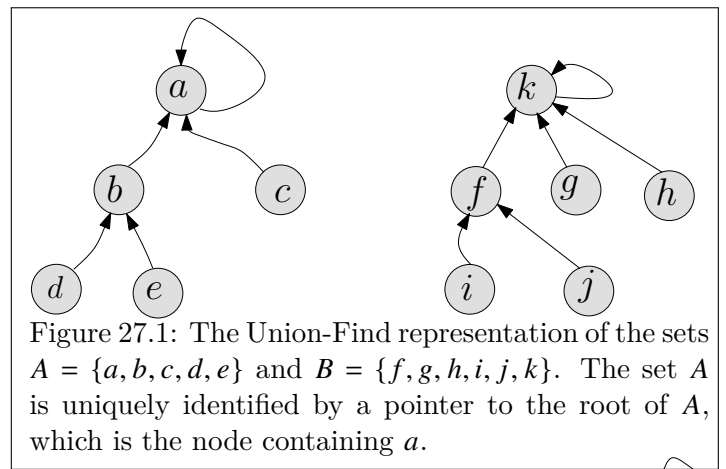 a
k
b
c
f
g
h
d
e
i
j
Figure 27.1: The Union-Find representation of the sets
A = {a, b, c, d, e} and B = {f, g, h, i, j, k}. The set A
is uniquely identified by a pointer to the root of A,
which is the node containing a.